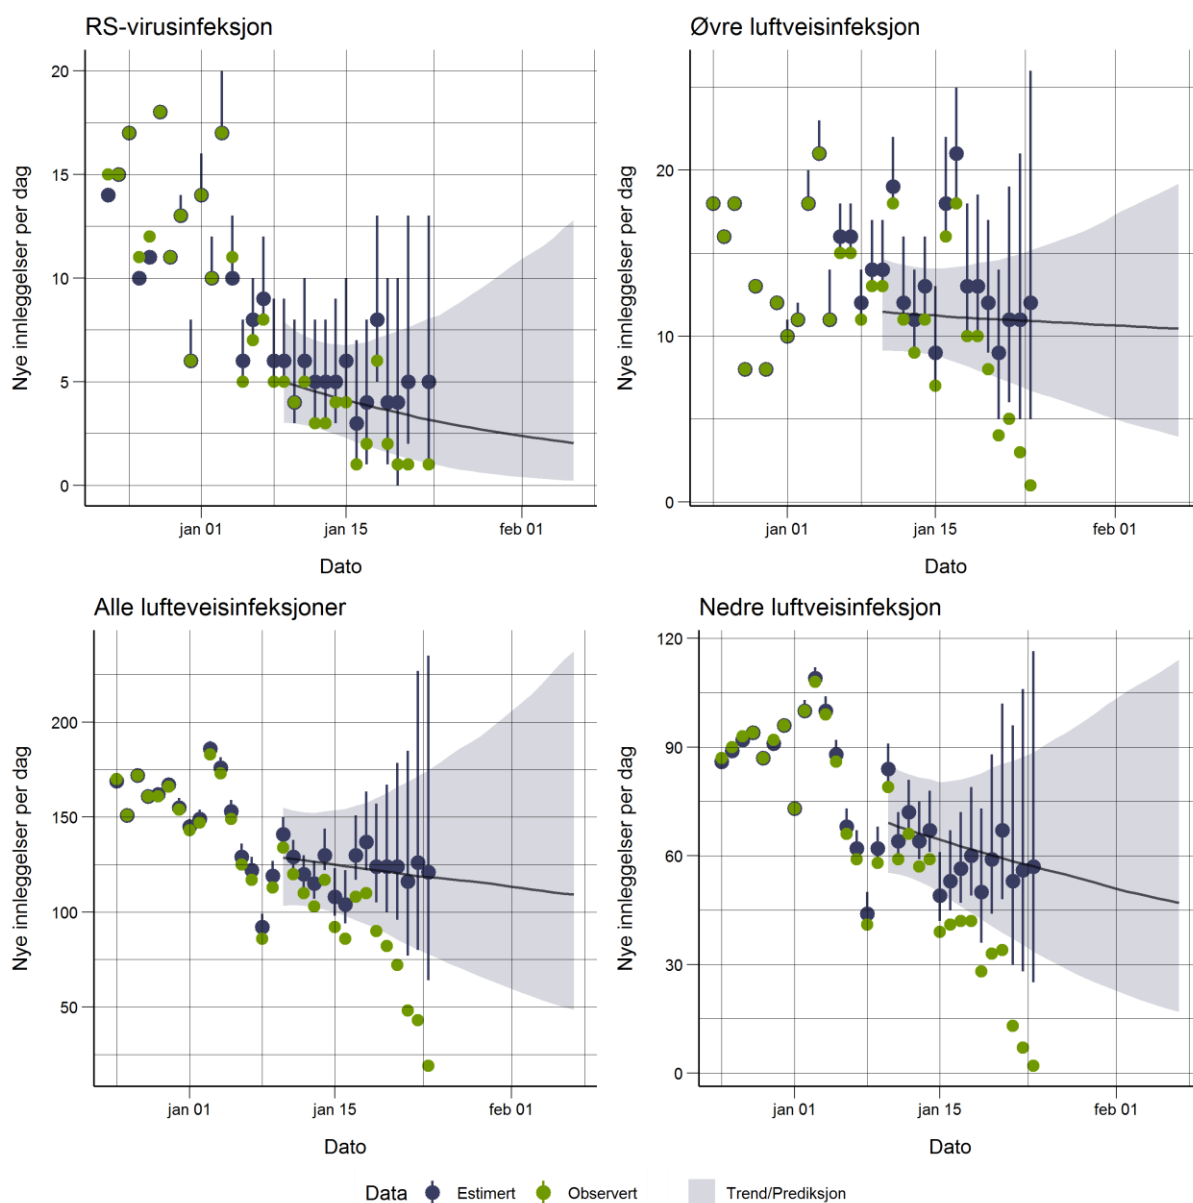 RS-virusinfeksjon
Nye innleggelser per dag
20
15
10
5
0
jan 01 jan 15 feb 01
Dato
Øvre luftveisinfeksjon
Nye innleggelser per dag
20
10
0
jan 01 jan 15 feb 01
Dato
Alle lufteveisinfeksjoner
Nye innleggelser per dag
200
150
100
50
jan 01 jan 15 feb 01
Dato
Nedre luftveisinfeksjon
Nye innleggelser per dag
120
90
60
30
0
jan 01 jan 15 feb 01
Dato
Data Estimert Observert Trend/Prediksjon